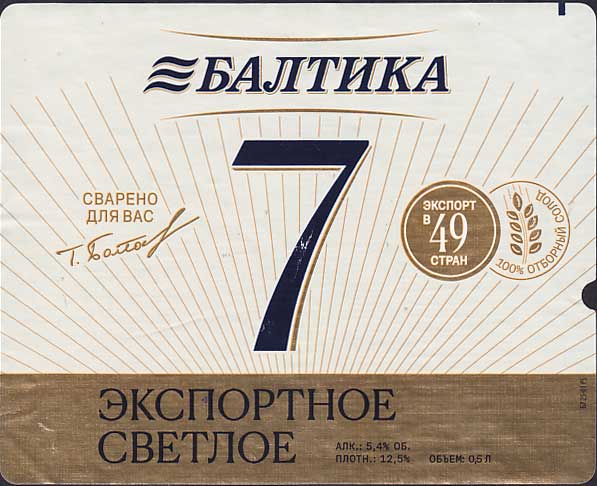 БАЛТИКА
7
СВАРЕНО
ДЛЯ ВАС
ЭКСПОРТ
В
49
СТРАН
100% ОТБОРНЫЙ СОЛОД
ЭКСПОРТНОЕ
СВЕТЛОЕ
АЛК.: 5,4% ОБ.
ПЛОТН.: 12,5%
ОБЪЕМ: 0,5 Л